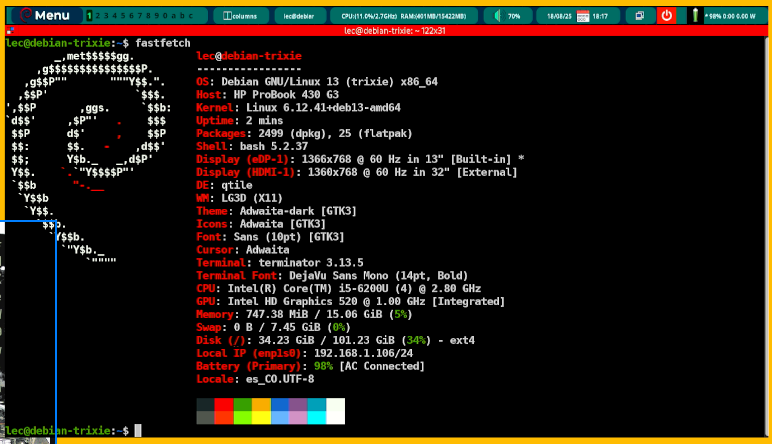 Menu 1 2 3 4 5 6 7 8 9 0 a b c columns lec@debian CPU:(11.0%/2.7GHz) RAM:(401MB/15422MB) 70% 18/08/25 18:17 * 98% 0:00 0.00 W
lec@debian-trixie: ~ 122x31
lec@debian-trixie:~$ fastfetch
_,met$$$$$gg.
,g$$$$$$$$$$$$$$$P.
,g$$P"" """Y$$.".
,$$P' `$$$.
',$$P ,ggs. `$$b:
`d$$' ,$P"' . $$$
$$P d$' , $$P
$$: $$. - ,d$$'
$$; Y$b._ _,d$P'
Y$$. `.`"Y$$$$P"'
`$$b "-.__
`Y$$b
`Y$$.
`$$b.
`Y$$b.
`"Y$b._
`""""
lec@debian-trixie
-----------------
OS: Debian GNU/Linux 13 (trixie) x86_64
Host: HP ProBook 430 G3
Kernel: Linux 6.12.41+deb13-amd64
Uptime: 2 mins
Packages: 2499 (dpkg), 25 (flatpak)
Shell: bash 5.2.37
Display (eDP-1): 1366x768 @ 60 Hz in 13" [Built-in] *
Display (HDMI-1): 1360x768 @ 60 Hz in 32" [External]
DE: qtile
WM: LG3D (X11)
Theme: Adwaita-dark [GTK3]
Icons: Adwaita [GTK3]
Font: Sans (10pt) [GTK3]
Cursor: Adwaita
Terminal: terminator 3.13.5
Terminal Font: DejaVu Sans Mono (14pt, Bold)
CPU: Intel(R) Core(TM) i5-6200U (4) @ 2.80 GHz
GPU: Intel HD Graphics 520 @ 1.00 GHz [Integrated]
Memory: 747.38 MiB / 15.06 GiB (5%)
Swap: 0 B / 7.45 GiB (0%)
Disk (/): 34.23 GiB / 101.23 GiB (34%) - ext4
Local IP (enp1s0): 192.168.1.106/24
Battery (Primary): 98% [AC Connected]
Locale: es_CO.UTF-8
lec@debian-trixie:~$